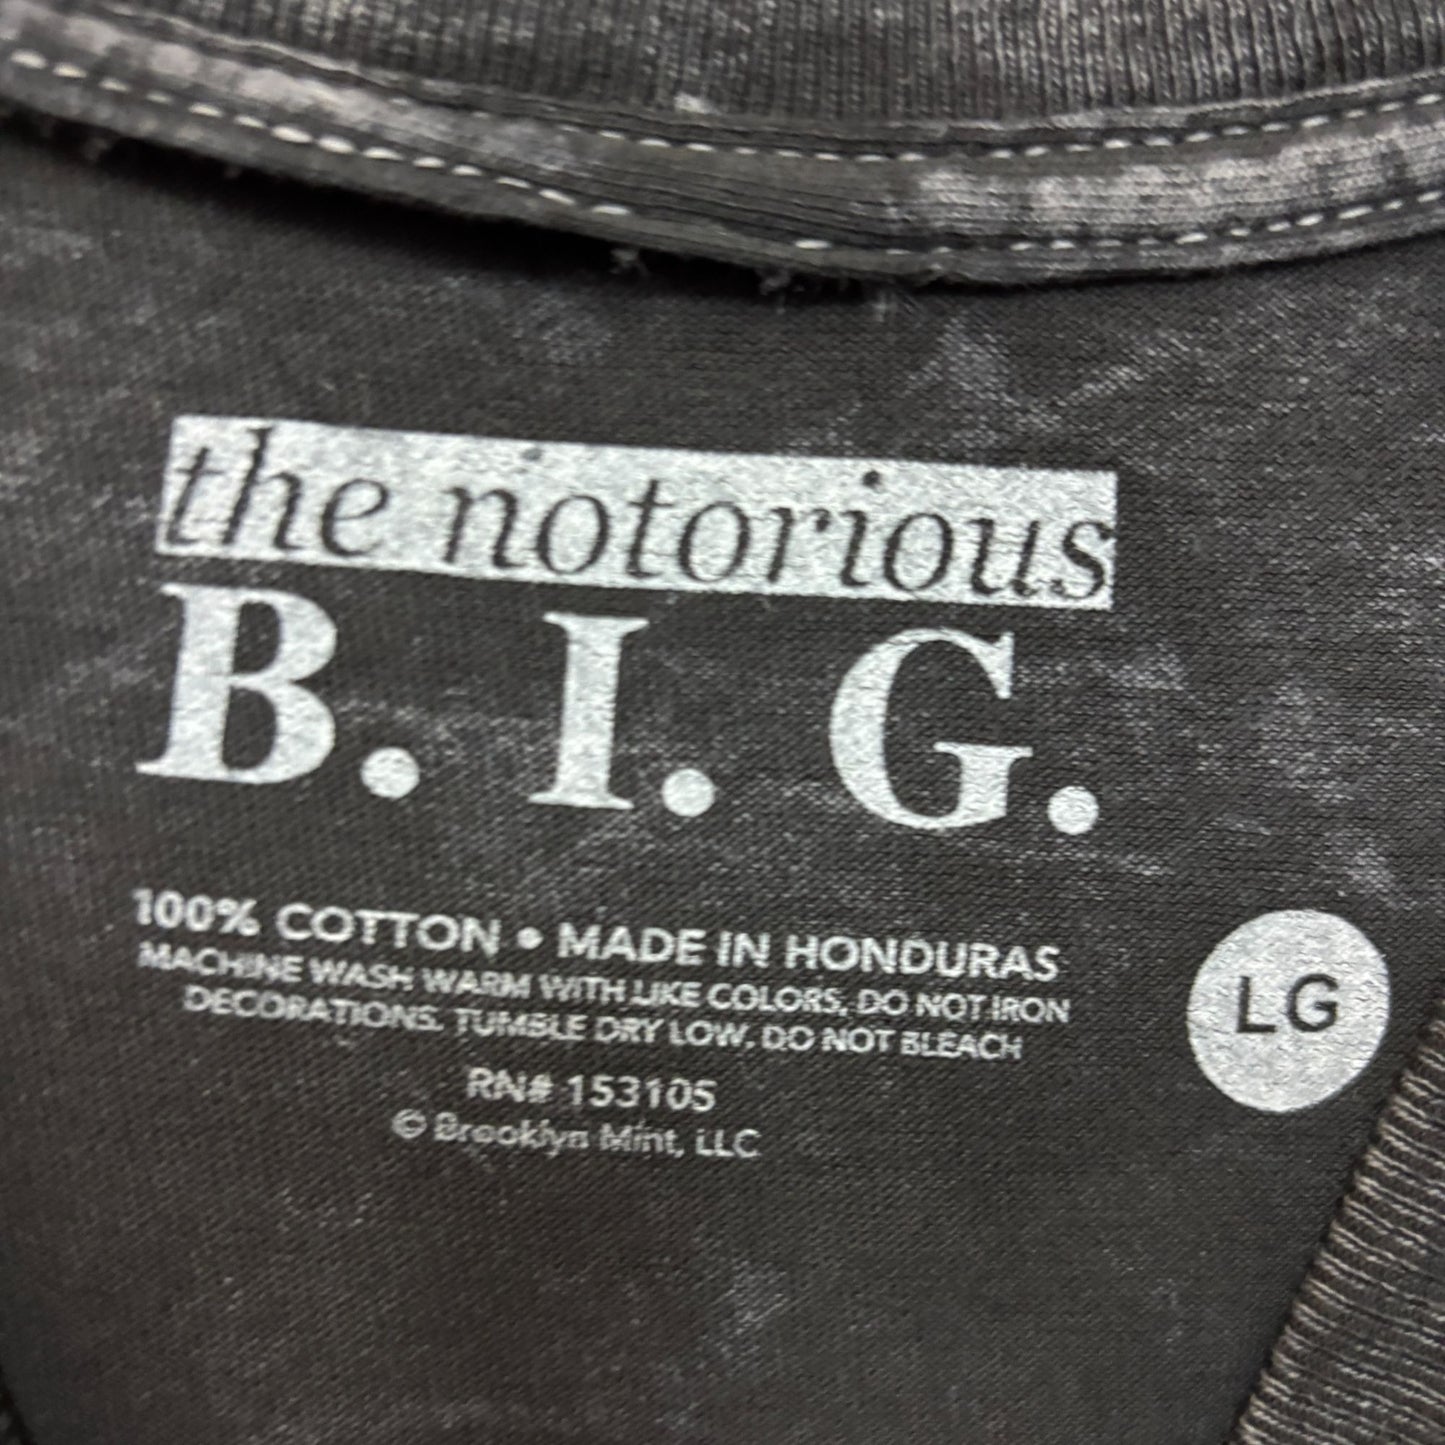 the notorious
B. I. G.
100% COTTON • MADE IN HONDURAS
MACHINE WASH WARM WITH LIKE COLORS, DO NOT IRON
DECORATIONS. TUMBLE DRY LOW. DO NOT BLEACH
LG
RN# 153105
© Brooklyn Mint, LLC